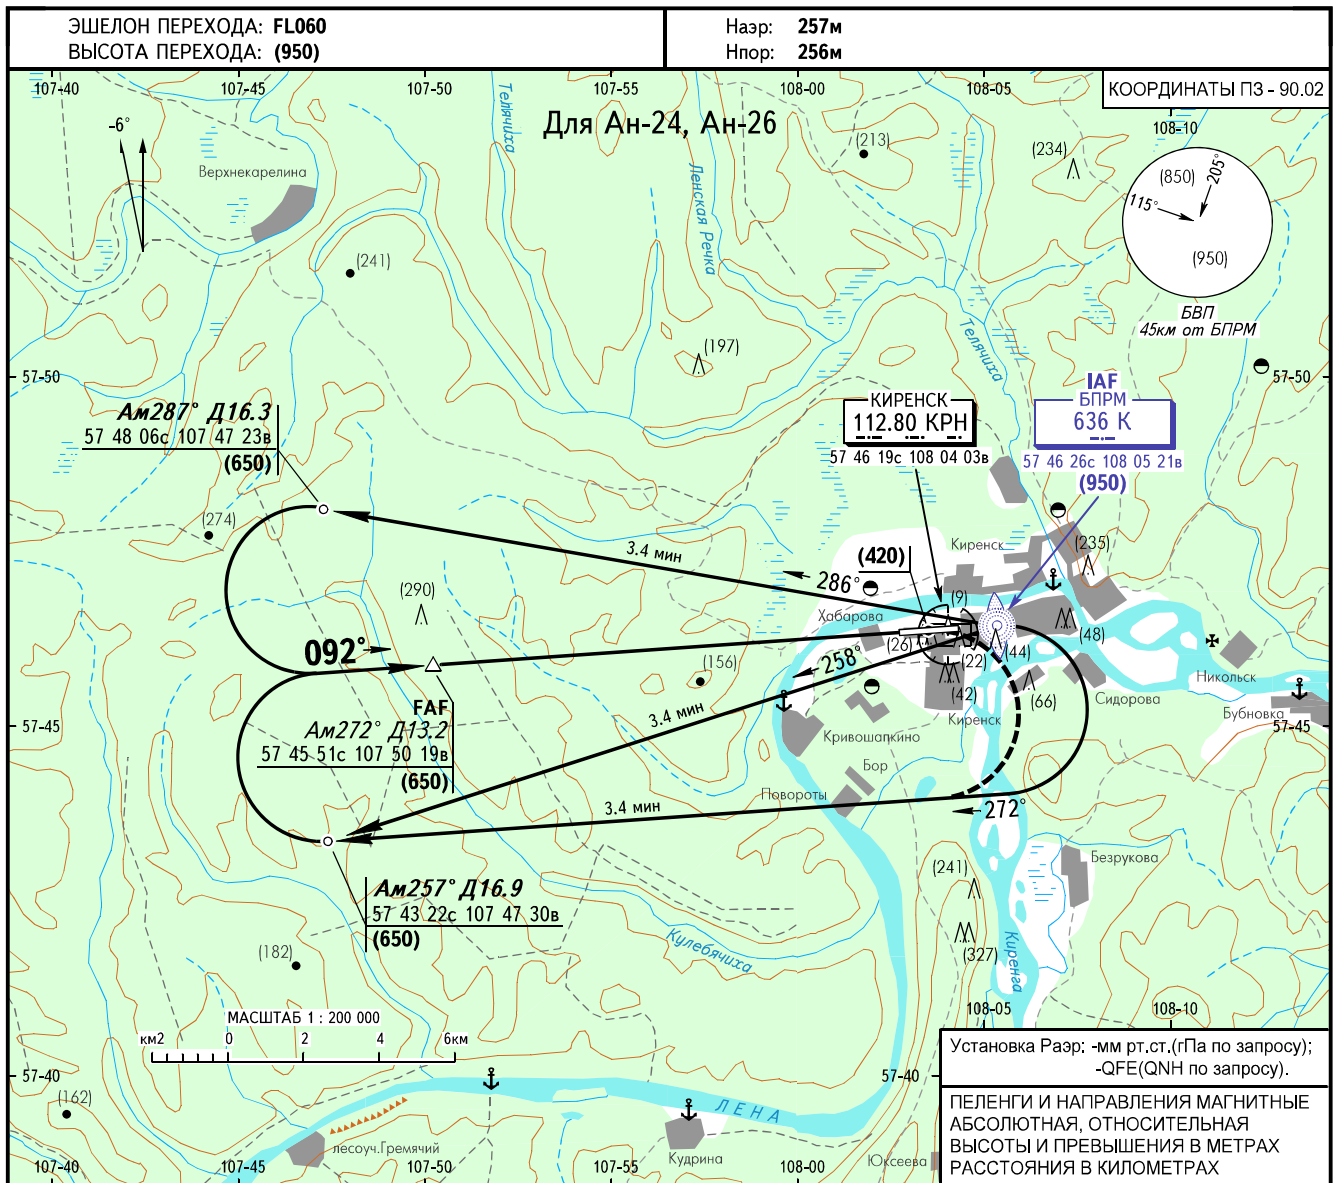 ЭШЕЛОН ПЕРЕХОДА: FL060
ВЫСОТА ПЕРЕХОДА: (950)
Наэр: 257м
Нпор: 256м
КООРДИНАТЫ ПЗ - 90.02
107-40
107-45
107-50
107-55
108-00
108-05
108-10
Для Ан-24, Ан-26
-6°
Верхнекарелина
Телячиха
Ленская Речка
(213)
(234)
(850)
205°
115°
(950)
БВП
45км от БПРМ
(241)
(197)
Телячиха
57-50
57-50
Ам287° Д16.3
57 48 06с 107 47 23в
(650)
КИРЕНСК
112.80 КРН
57 46 19с 108 04 03в
IAF
БПРМ
636 К
57 46 26с 108 05 21в
(950)
(274)
3.4 мин
286°
(420)
Киренск
(235)
(290)
(9)
Хабарова
092°
(26)
(48)
(44)
(22)
(42)
(66)
258°
(156)
Никольск
Сидорова
Бубновка
Киренск
FAF
Ам272° Д13.2
57 45 51с 107 50 19в
(650)
3.4 мин
Кривошапкино
57-45
57-45
Бор
Повороты
3.4 мин
272°
Безрукова
(241)
Ам257° Д16.9
57 43 22с 107 47 30в
(650)
Кулебячиха
(327)
Киренга
(182)
МАСШТАБ 1 : 200 000
км2 0 2 4 6км
108-05
108-10
57-40
57-40
(162)
ЛЕНА
лесоуч.Гремячий
Кудрина
Юксеева
107-40
107-45
107-50
107-55
108-00
Установка Раэр: -мм рт.ст.(гПа по запросу);
-QFE(QNH по запросу).
ПЕЛЕНГИ И НАПРАВЛЕНИЯ МАГНИТНЫЕ
АБСОЛЮТНАЯ, ОТНОСИТЕЛЬНАЯ
ВЫСОТЫ И ПРЕВЫШЕНИЯ В МЕТРАХ
РАССТОЯНИЯ В КИЛОМЕТРАХ